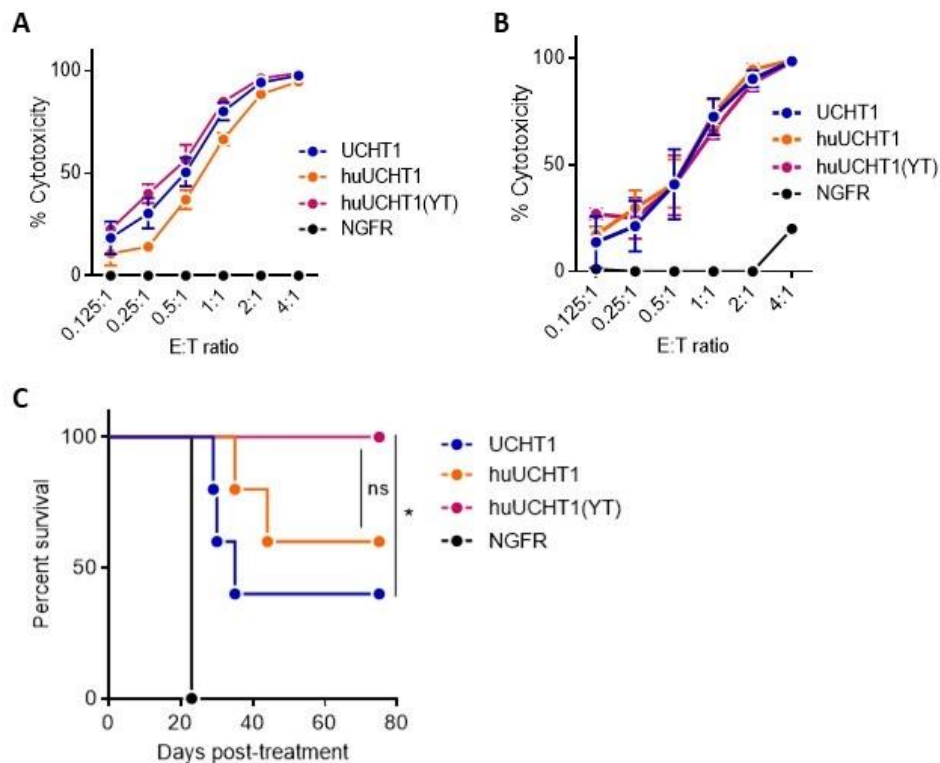 A
% Cytotoxicity
100
50
0
0.125:1
0.25:1
0.5:1
1:1
2:1
4:1
E:T ratio
UCHT1
huUCHT1
huUCHT1(YT)
NGFR
B
% Cytotoxicity
100
50
0
0.125:1
0.25:1
0.5:1
1:1
2:1
4:1
E:T ratio
UCHT1
huUCHT1
huUCHT1(YT)
NGFR
C
Percent survival
100
50
0
0
20
40
60
80
Days post-treatment
ns
*
UCHT1
huUCHT1
huUCHT1(YT)
NGFR